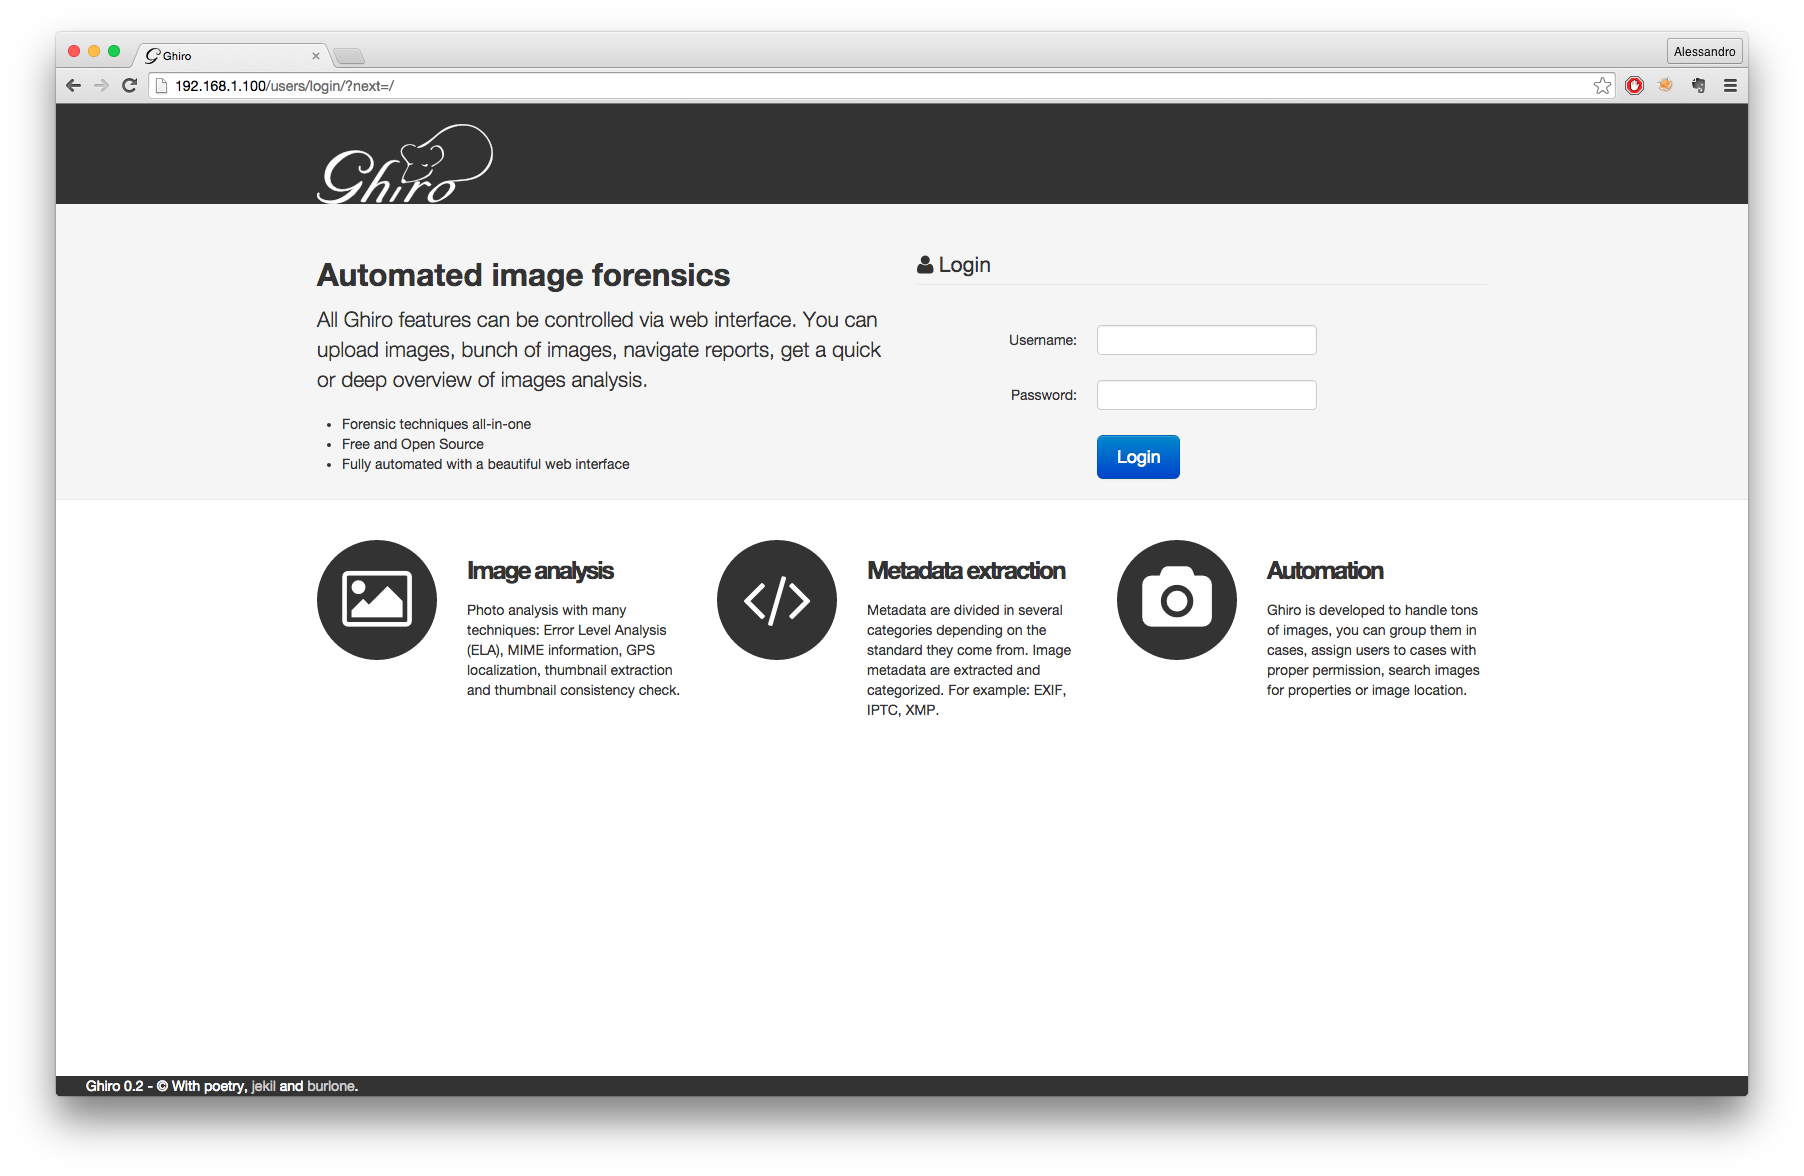 Ghiro
Alessandro
192.168.1.100/users/login/?next=/
Ghiro
Automated image forensics
All Ghiro features can be controlled via web interface. You can
upload images, bunch of images, navigate reports, get a quick
or deep overview of images analysis.
Forensic techniques all-in-one
Free and Open Source
Fully automated with a beautiful web interface
Login
Username:
Password:
Login
Image analysis
Photo analysis with many
techniques: Error Level Analysis
(ELA), MIME information, GPS
localization, thumbnail extraction
and thumbnail consistency check.
Metadata extraction
Metadata are divided in several
categories depending on the
standard they come from. Image
metadata are extracted and
categorized. For example: EXIF,
IPTC, XMP.
Automation
Ghiro is developed to handle tons
of images, you can group them in
cases, assign users to cases with
proper permission, search images
for properties or image location.
Ghiro 0.2 - © With poetry, jekil and burlone.